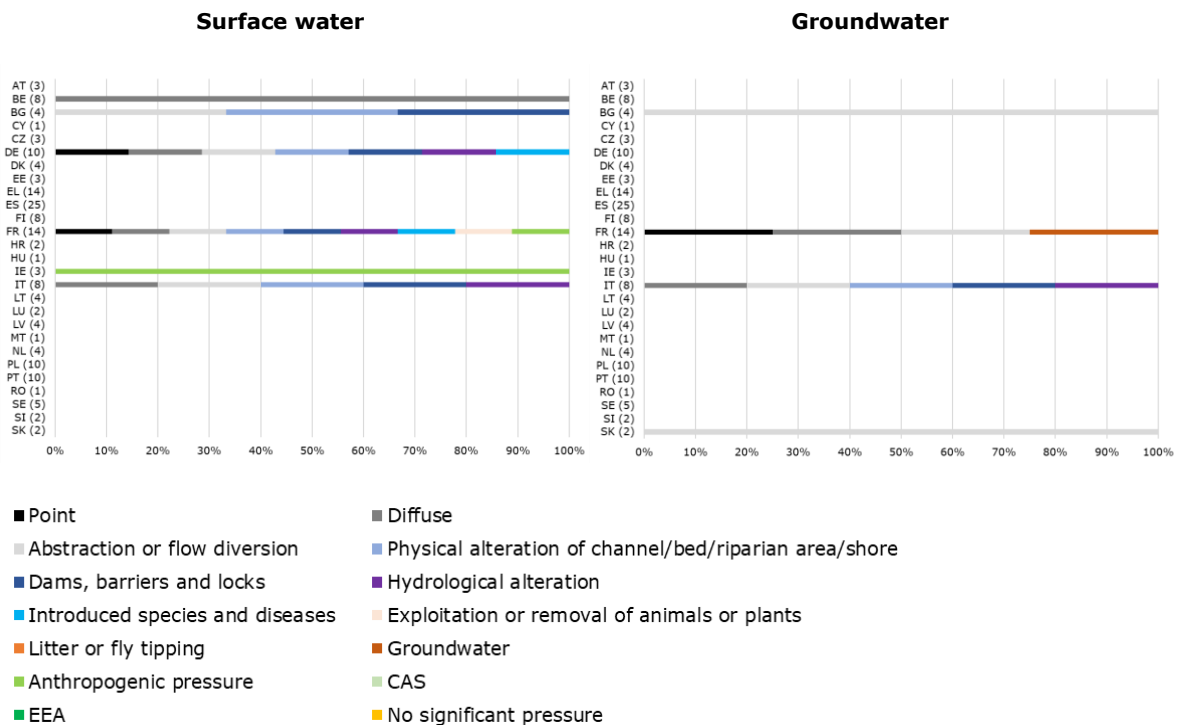 Surface water
Groundwater
AT (3)
BE (8)
BG (4)
CY (1)
CZ (3)
DE (10)
DK (4)
EE (3)
EL (14)
ES (25)
FI (8)
FR (14)
HR (2)
HU (1)
IE (3)
IT (8)
LT (4)
LU (2)
LV (4)
MT (1)
NL (4)
PL (10)
PT (10)
RO (1)
SE (5)
SI (2)
SK (2)
0% 10% 20% 30% 40% 50% 60% 70% 80% 90% 100%
AT (3)
BE (8)
BG (4)
CY (1)
CZ (3)
DE (10)
DK (4)
EE (3)
EL (14)
ES (25)
FI (8)
FR (14)
HR (2)
HU (1)
IE (3)
IT (8)
LT (4)
LU (2)
LV (4)
MT (1)
NL (4)
PL (10)
PT (10)
RO (1)
SE (5)
SI (2)
SK (2)
0% 10% 20% 30% 40% 50% 60% 70% 80% 90% 100%
Point
Diffuse
Abstraction or flow diversion
Physical alteration of channel/bed/riparian area/shore
Dams, barriers and locks
Hydrological alteration
Introduced species and diseases
Exploitation or removal of animals or plants
Litter or fly tipping
Groundwater
Anthropogenic pressure
CAS
EEA
No significant pressure